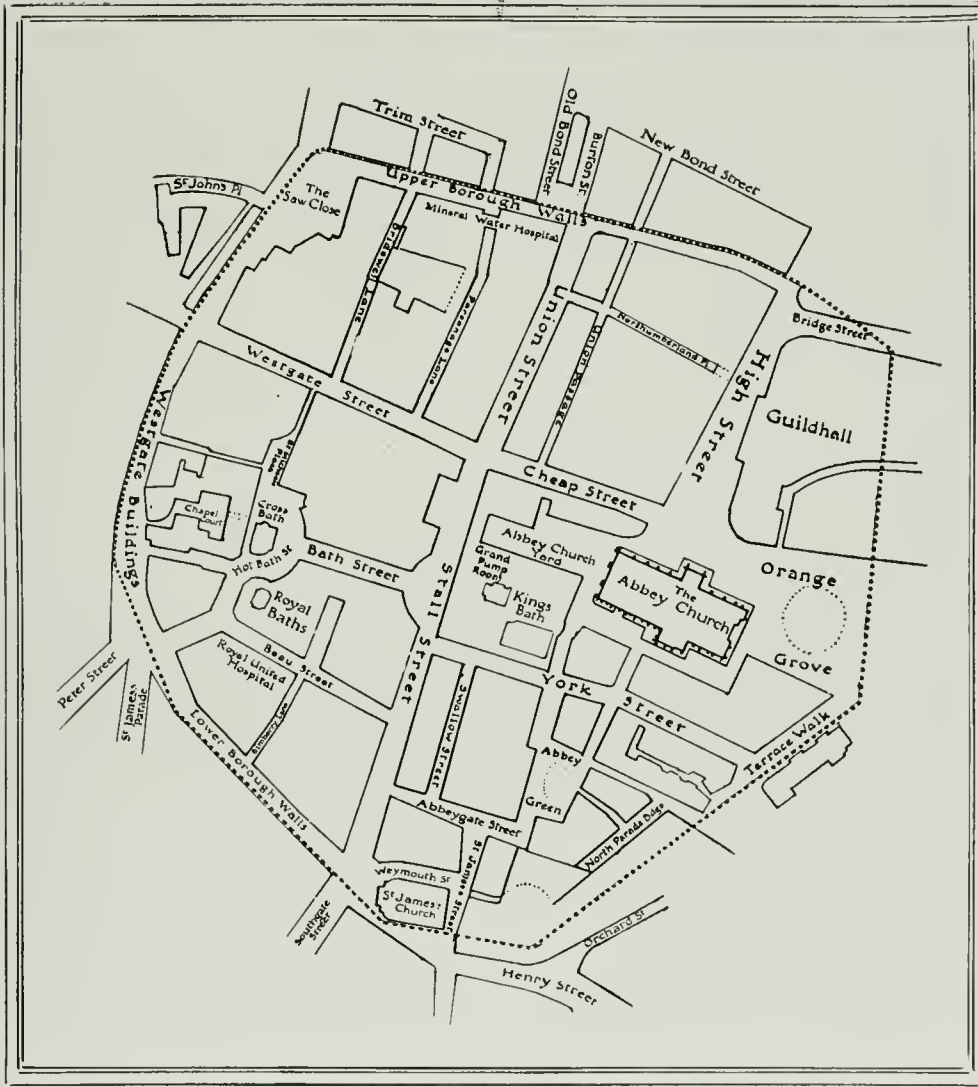 Trim Street
Old Bond Street
Burton St.
New Bond Street
St Johns Pl
The
Saw Close
Upper Borough Walls
Mineral Water Hospital
Bridewell Lane
Parsonage Lane
Union Street
Union Passage
Northumberland Pl
High Street
Bridge Street
Guildhall
Westgate Street
Westgate Buildings
Cheap Street
Chapel
Court
Cross
Bath
Hot Bath St
Bath Street
Abbey Church
Yard
Grand
Pump
Room
Kings
Bath
The
Abbey Church
Orange
Grove
Royal
Baths
Stall Street
Beau Street
Royal United
Hospital
York Street
Swallow Street
Peter Street
St James's
Parade
Lower Borough Walls
Abbey
Green
Terrace Walk
Abbeygate Street
North Parade Bdge
St James's Street
Weymouth St
St James'
Church
Southgate
Street
Orchard St
Henry Street